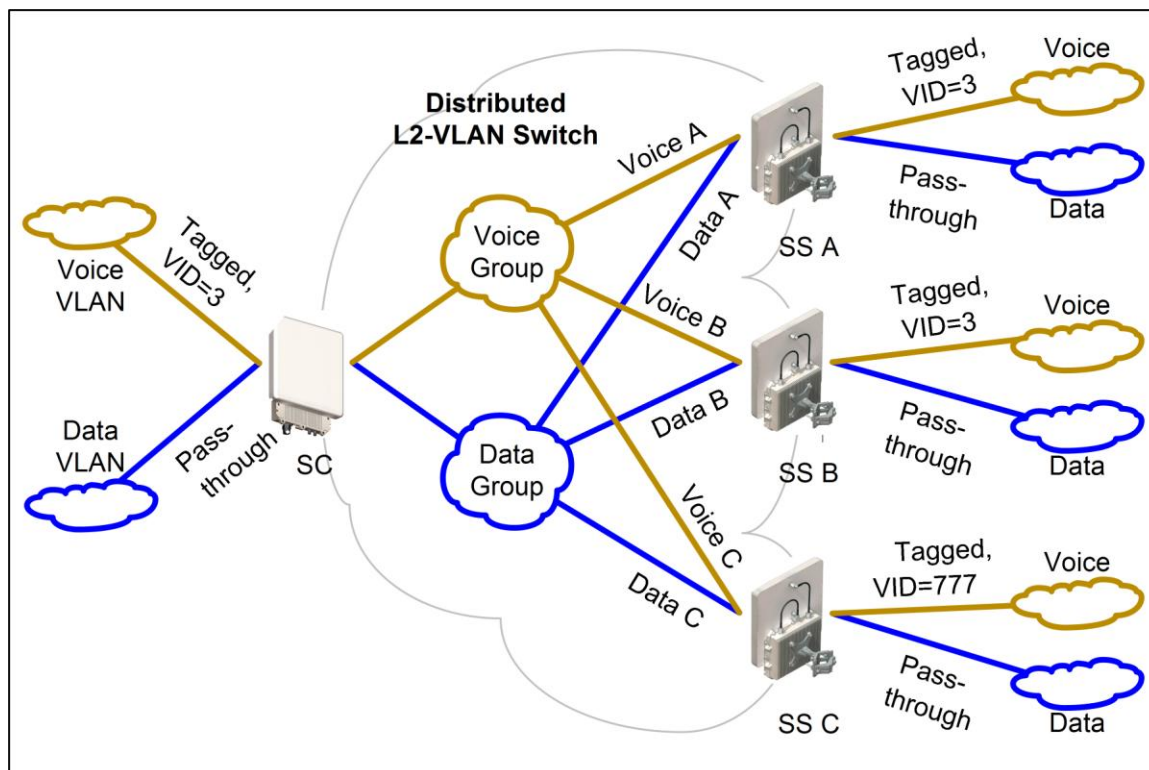 Distributed
L2-VLAN Switch
Voice
VLAN
Tagged,
VID=3
Data
VLAN
Pass-
through
SC
Voice
Group
Data
Group
Voice A
Data A
Voice B
Data B
Voice C
Data C
SS A
Tagged,
VID=3
Voice
Pass-
through
Data
SS B
Tagged,
VID=3
Voice
Pass-
through
Data
SS C
Tagged,
VID=777
Voice
Pass-
through
Data